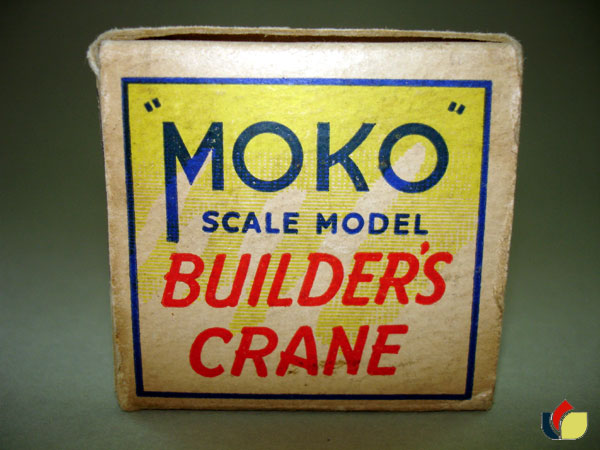 "MOKO"
SCALE MODEL
BUILDER'S
CRANE